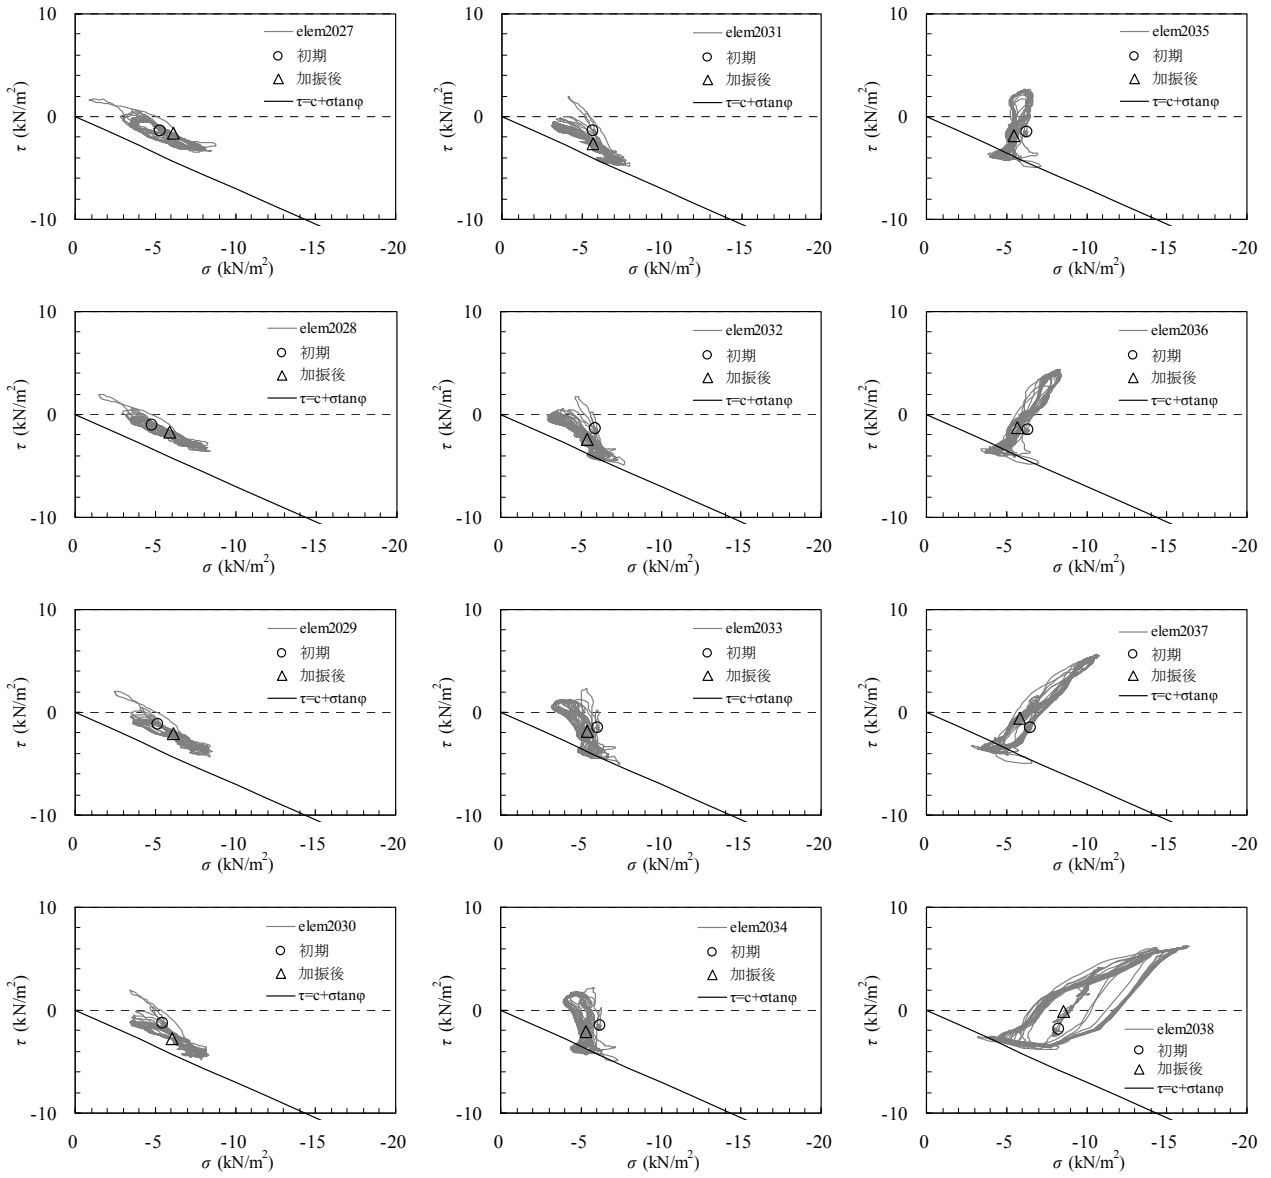 10
0
-10
τ (kN/m²)
elem2027
初期
加振後
τ=c+σtanφ
0 -5 -10 -15 -20
σ (kN/m²)
10
0
-10
τ (kN/m²)
elem2031
初期
加振後
τ=c+σtanφ
0 -5 -10 -15 -20
σ (kN/m²)
10
0
-10
τ (kN/m²)
elem2035
初期
加振後
τ=c+σtanφ
0 -5 -10 -15 -20
σ (kN/m²)
10
0
-10
τ (kN/m²)
elem2028
初期
加振後
τ=c+σtanφ
0 -5 -10 -15 -20
σ (kN/m²)
10
0
-10
τ (kN/m²)
elem2032
初期
加振後
τ=c+σtanφ
0 -5 -10 -15 -20
σ (kN/m²)
10
0
-10
τ (kN/m²)
elem2036
初期
加振後
τ=c+σtanφ
0 -5 -10 -15 -20
σ (kN/m²)
10
0
-10
τ (kN/m²)
elem2029
初期
加振後
τ=c+σtanφ
0 -5 -10 -15 -20
σ (kN/m²)
10
0
-10
τ (kN/m²)
elem2033
初期
加振後
τ=c+σtanφ
0 -5 -10 -15 -20
σ (kN/m²)
10
0
-10
τ (kN/m²)
elem2037
初期
加振後
τ=c+σtanφ
0 -5 -10 -15 -20
σ (kN/m²)
10
0
-10
τ (kN/m²)
elem2030
初期
加振後
τ=c+σtanφ
0 -5 -10 -15 -20
σ (kN/m²)
10
0
-10
τ (kN/m²)
elem2034
初期
加振後
τ=c+σtanφ
0 -5 -10 -15 -20
σ (kN/m²)
10
0
-10
τ (kN/m²)
elem2038
初期
加振後
τ=c+σtanφ
0 -5 -10 -15 -20
σ (kN/m²)